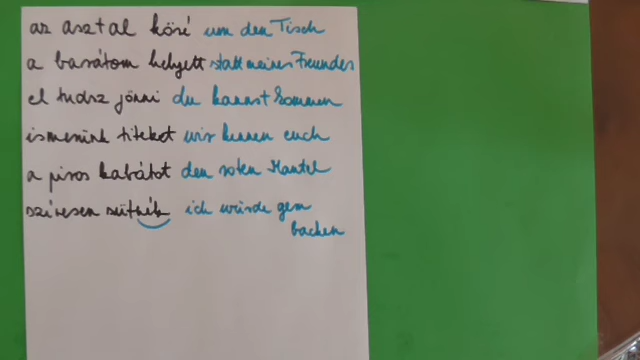 az asztal köré um den Tisch
a barátom helyett statt meines Freundes
el tudsz jönni du kannst kommen
ismerünk titeket wir kennen euch
a piros kabátot den roten Mantel
szívesen sütnék ich würde gern
backen